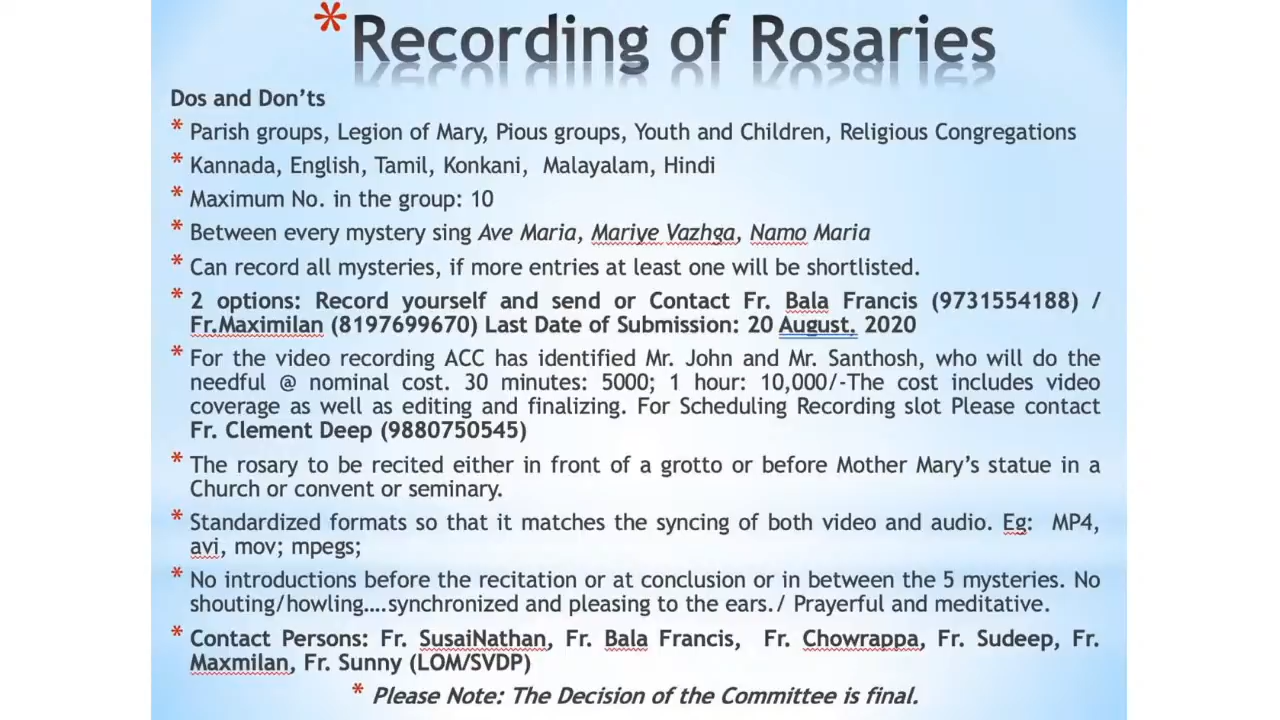 *Recording of Rosaries
Dos and Don’ts
* Parish groups, Legion of Mary, Pious groups, Youth and Children, Religious Congregations
* Kannada, English, Tamil, Konkani, Malayalam, Hindi
* Maximum No. in the group: 10
* Between every mystery sing Ave Maria, Mariye Vazhga, Namo Maria
* Can record all mysteries, if more entries at least one will be shortlisted.
* 2 options: Record yourself and send or Contact Fr. Bala Francis (9731554188) /
Fr.Maximilan (8197699670) Last Date of Submission: 20 August, 2020
* For the video recording ACC has identified Mr. John and Mr. Santhosh, who will do the
needful @ nominal cost. 30 minutes: 5000; 1 hour: 10,000/-The cost includes video
coverage as well as editing and finalizing. For Scheduling Recording slot Please contact
Fr. Clement Deep (9880750545)
* The rosary to be recited either in front of a grotto or before Mother Mary’s statue in a
Church or convent or seminary.
* Standardized formats so that it matches the syncing of both video and audio. Eg: MP4,
avi, mov; mpegs;
* No introductions before the recitation or at conclusion or in between the 5 mysteries. No
shouting/howling….synchronized and pleasing to the ears./ Prayerful and meditative.
* Contact Persons: Fr. SusaiNathan, Fr. Bala Francis, Fr. Chowrappa, Fr. Sudeep, Fr.
Maxmilan, Fr. Sunny (LOM/SVDP)
* Please Note: The Decision of the Committee is final.